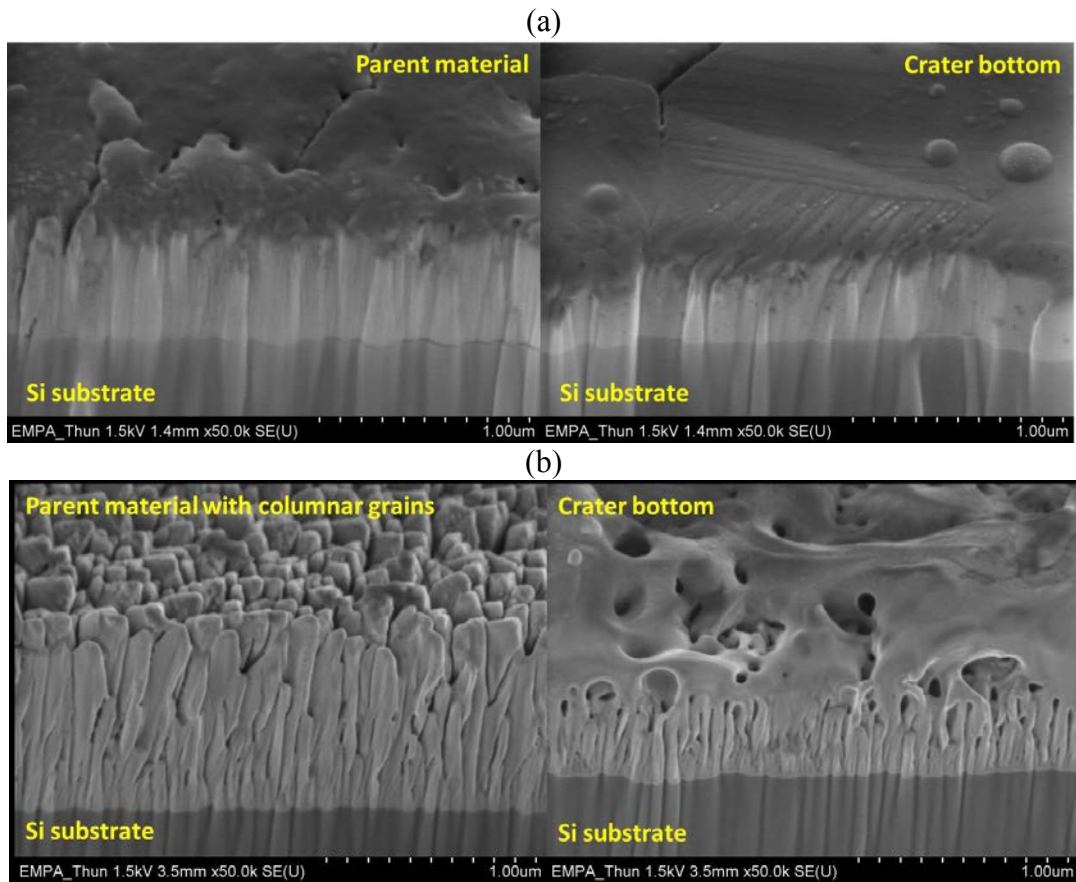 (a)
Parent material
Crater bottom
Si substrate
Si substrate
EMPA_Thun 1.5kV 1.4mm x50.0k SE(U)
1.00um
EMPA_Thun 1.5kV 1.4mm x50.0k SE(U)
1.00um
(b)
Parent material with columnar grains
Crater bottom
Si substrate
Si substrate
EMPA_Thun 1.5kV 3.5mm x50.0k SE(U)
1.00um
EMPA_Thun 1.5kV 3.5mm x50.0k SE(U)
1.00um